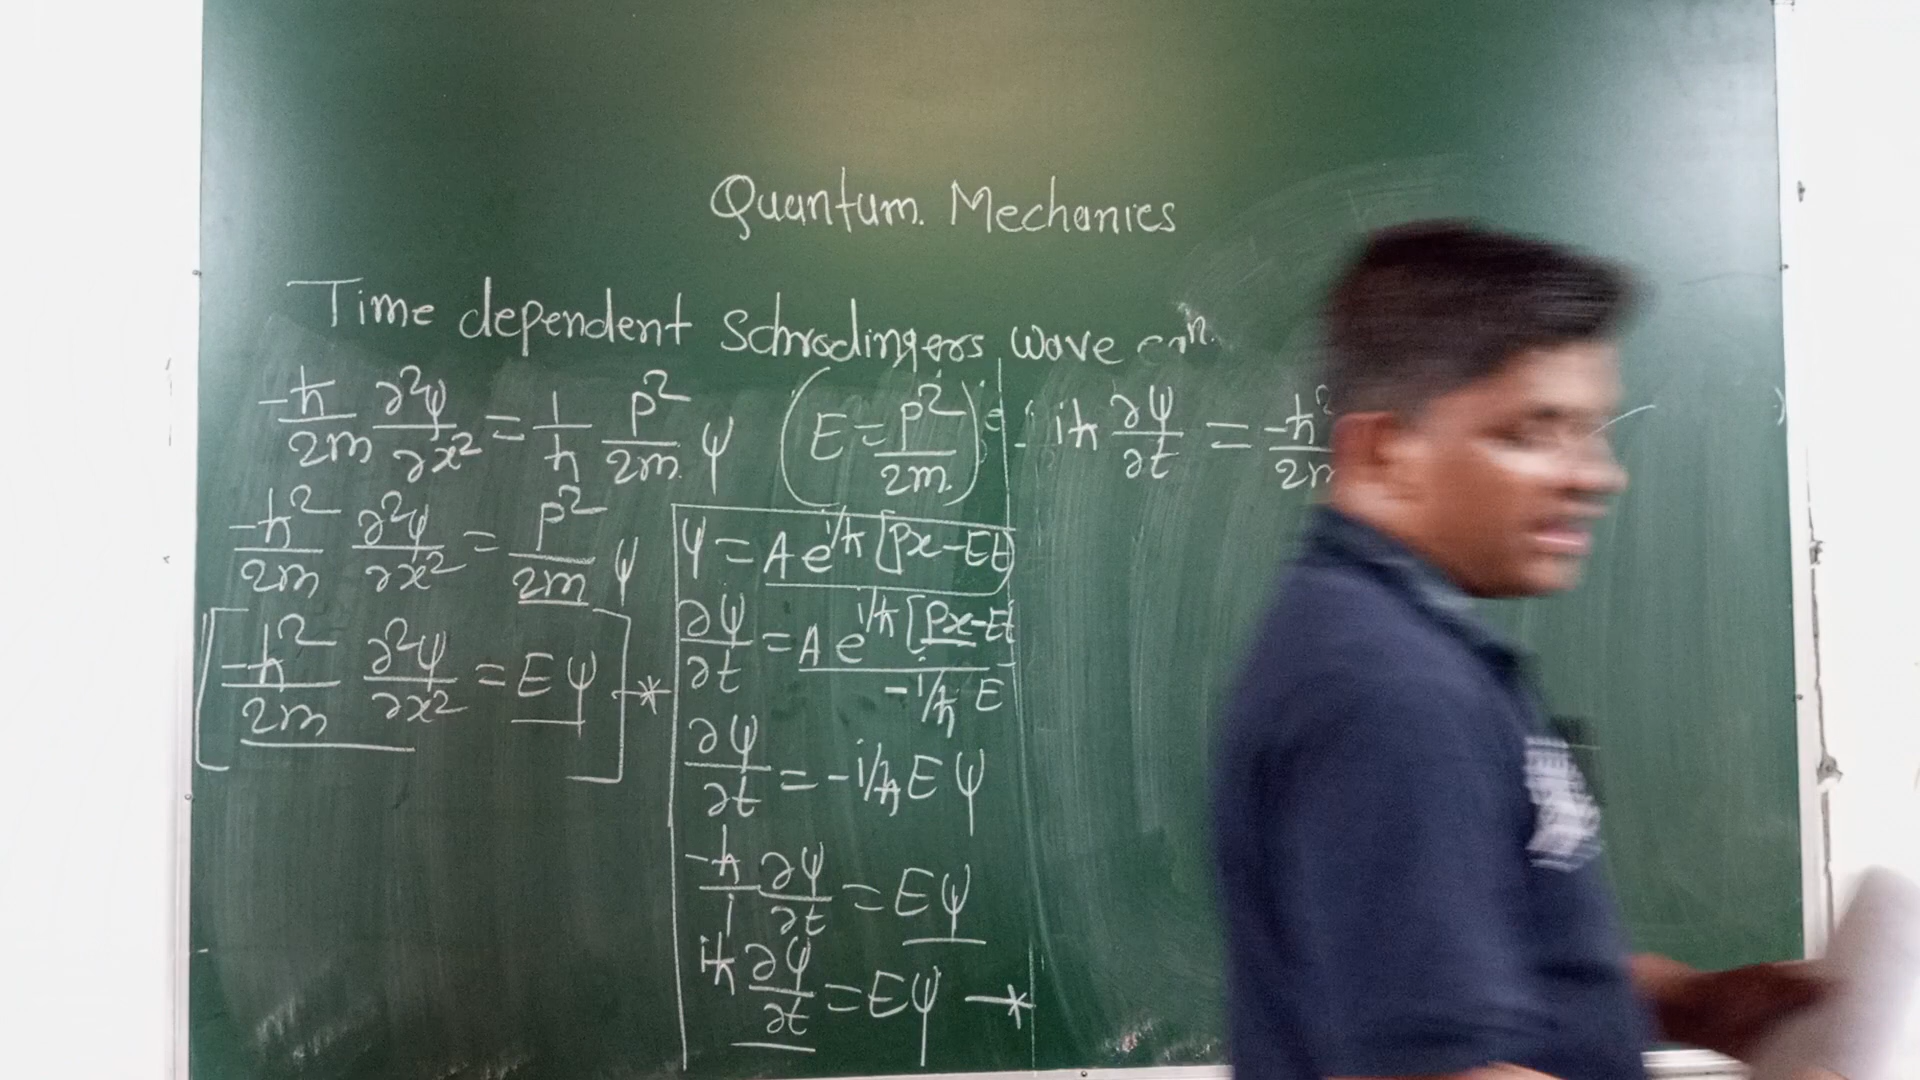 Quantum. Mechanics
Time dependent Schrodingers wave eqn.
-ħ/2m ∂²ψ/∂x² = 1/ħ P²/2m ψ (E = P²/2m)
-ħ²/2m ∂²ψ/∂x² = P²/2m ψ
[-ħ²/2m ∂²ψ/∂x² = Eψ] -*
ψ = A e^i/ħ [Px-Et)
∂ψ/∂t = A e^i/ħ [Px-Et
-i/ħ E
∂ψ/∂t = -i/ħ E ψ
-ħ/i ∂ψ/∂t = Eψ
iħ ∂ψ/∂t = Eψ -*
iħ ∂ψ/∂t = -ħ²/2m